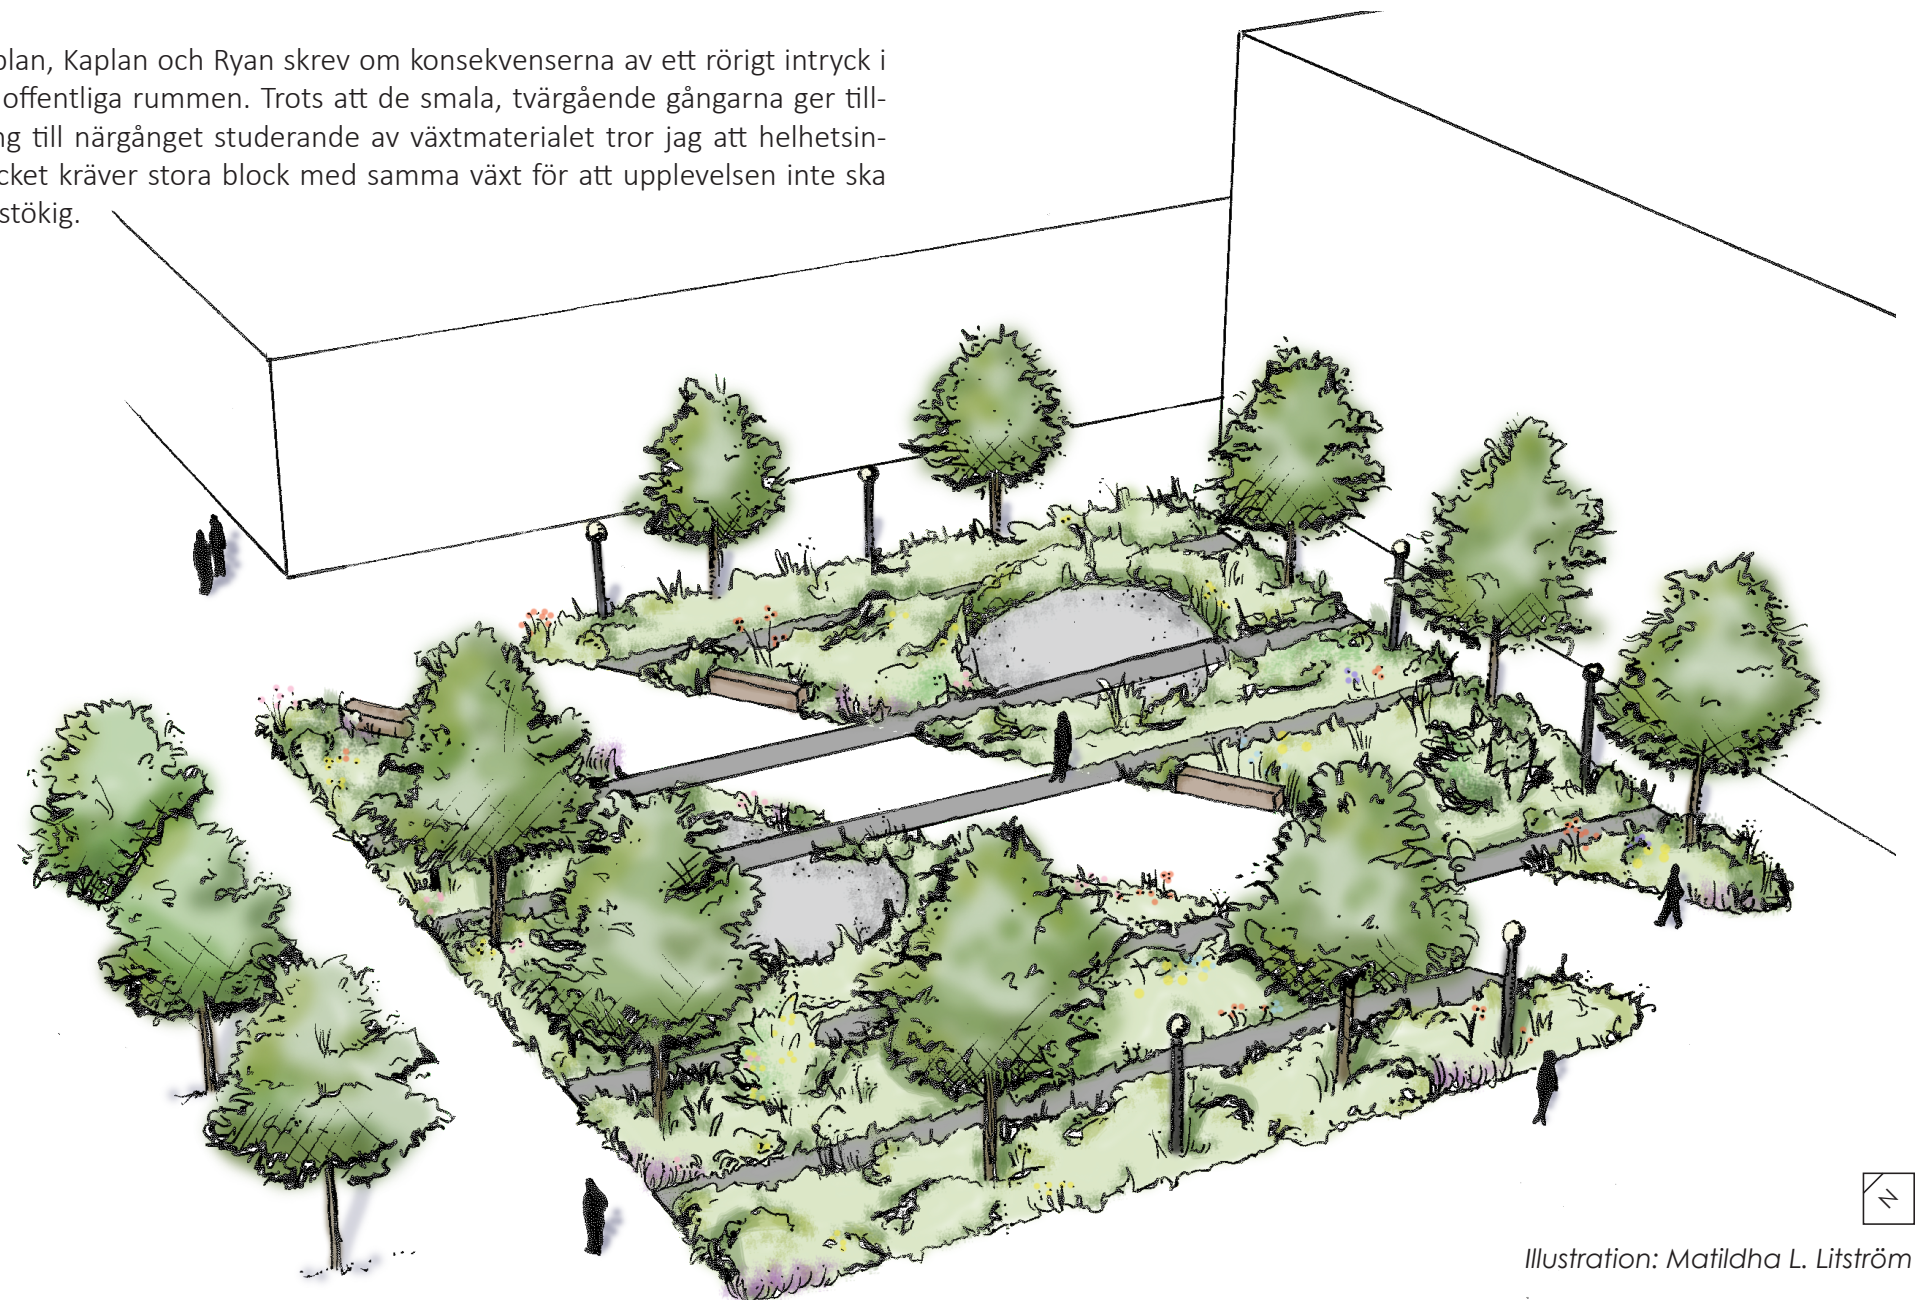 plan, Kaplan och Ryan skrev om konsekvenserna av ett rörigt intryck i
offentliga rummen. Trots att de smala, tvärgående gångarna ger till-
ng till närgånget studerande av växtmaterialet tror jag att helhetsin-
cket kräver stora block med samma växt för att upplevelsen inte ska
stökig.
N
Illustration: Matildha L. Litström